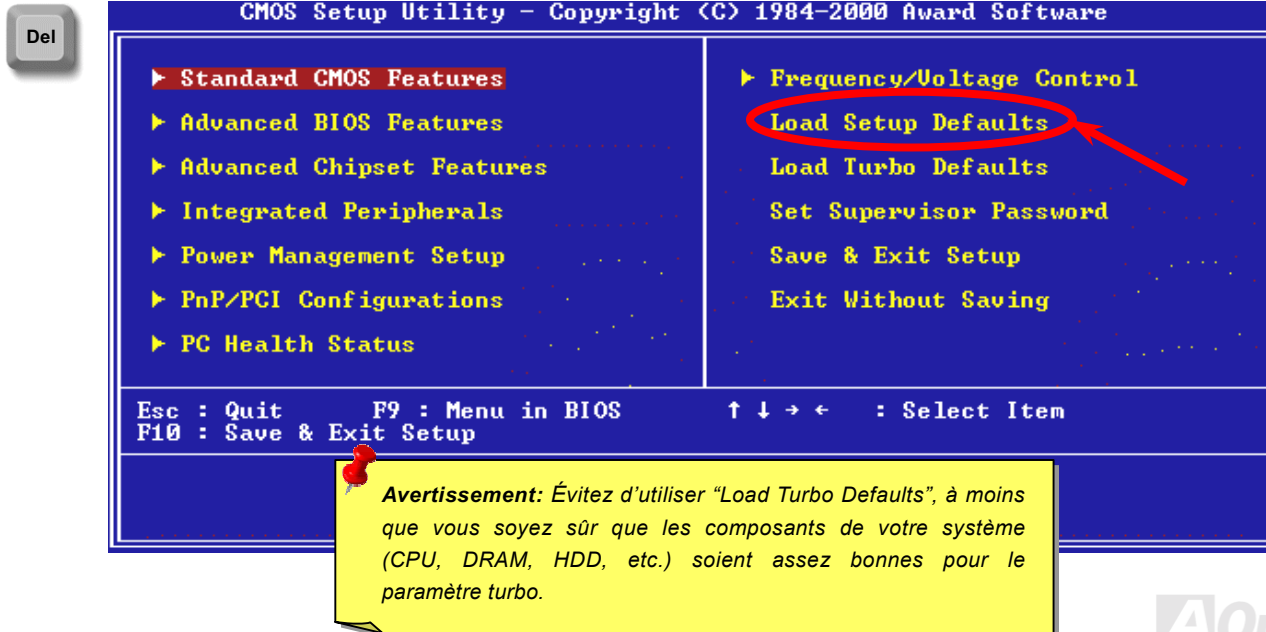 Del
CMOS Setup Utility – Copyright (C) 1984–2000 Award Software
► Standard CMOS Features
► Advanced BIOS Features
► Advanced Chipset Features
► Integrated Peripherals
► Power Management Setup
► PnP/PCI Configurations
► PC Health Status
► Frequency/Voltage Control
Load Setup Defaults
Load Turbo Defaults
Set Supervisor Password
Save & Exit Setup
Exit Without Saving
Esc : Quit F9 : Menu in BIOS ↑ ↓ → ← : Select Item
F10 : Save & Exit Setup
Avertissement: Évitez d’utiliser “Load Turbo Defaults”, à moins
que vous soyez sûr que les composants de votre système
(CPU, DRAM, HDD, etc.) soient assez bonnes pour le
paramètre turbo.